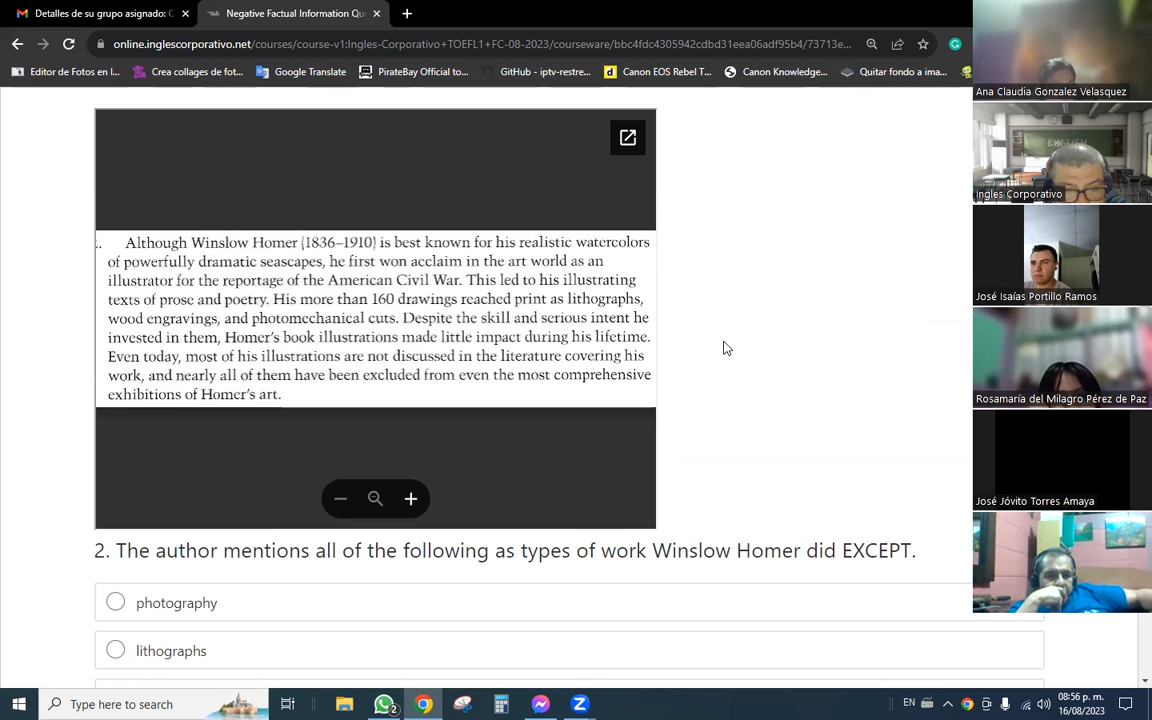 Detalles de su grupo asignado: C
Negative Factual Information Qu
online.inglescorporativo.net/courses/course-v1:Ingles-Corporativo+TOEFL1+FC-08-2023/courseware/bbc4fdc4305942cdbd31eea06adf95b4/73713e...
Editor de Fotos en l...
Crea collages de fot...
Google Translate
PirateBay Official to...
GitHub - iptv-restre...
Canon EOS Rebel T...
Canon Knowledge...
Quitar fondo a ima...
Although Winslow Homer (1836–1910) is best known for his realistic watercolors
of powerfully dramatic seascapes, he first won acclaim in the art world as an
illustrator for the reportage of the American Civil War. This led to his illustrating
texts of prose and poetry. His more than 160 drawings reached print as lithographs,
wood engravings, and photomechanical cuts. Despite the skill and serious intent he
invested in them, Homer's book illustrations made little impact during his lifetime.
Even today, most of his illustrations are not discussed in the literature covering his
work, and nearly all of them have been excluded from even the most comprehensive
exhibitions of Homer's art.
2. The author mentions all of the following as types of work Winslow Homer did EXCEPT.
photography
lithographs
Ana Claudia Gonzalez Velasquez
ENGLISH
Ingles Corporativo
José Isaías Portillo Ramos
Rosamaría del Milagro Pérez de Paz
José Jóvito Torres Amaya
Type here to search
2
EN
08:56 p. m.
16/08/2023